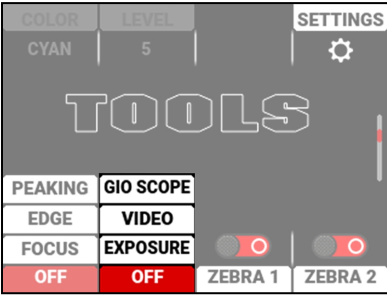 COLOR LEVEL SETTINGS
CYAN 5
TOOLS
PEAKING GIO SCOPE
EDGE VIDEO
FOCUS EXPOSURE
OFF OFF ZEBRA 1 ZEBRA 2